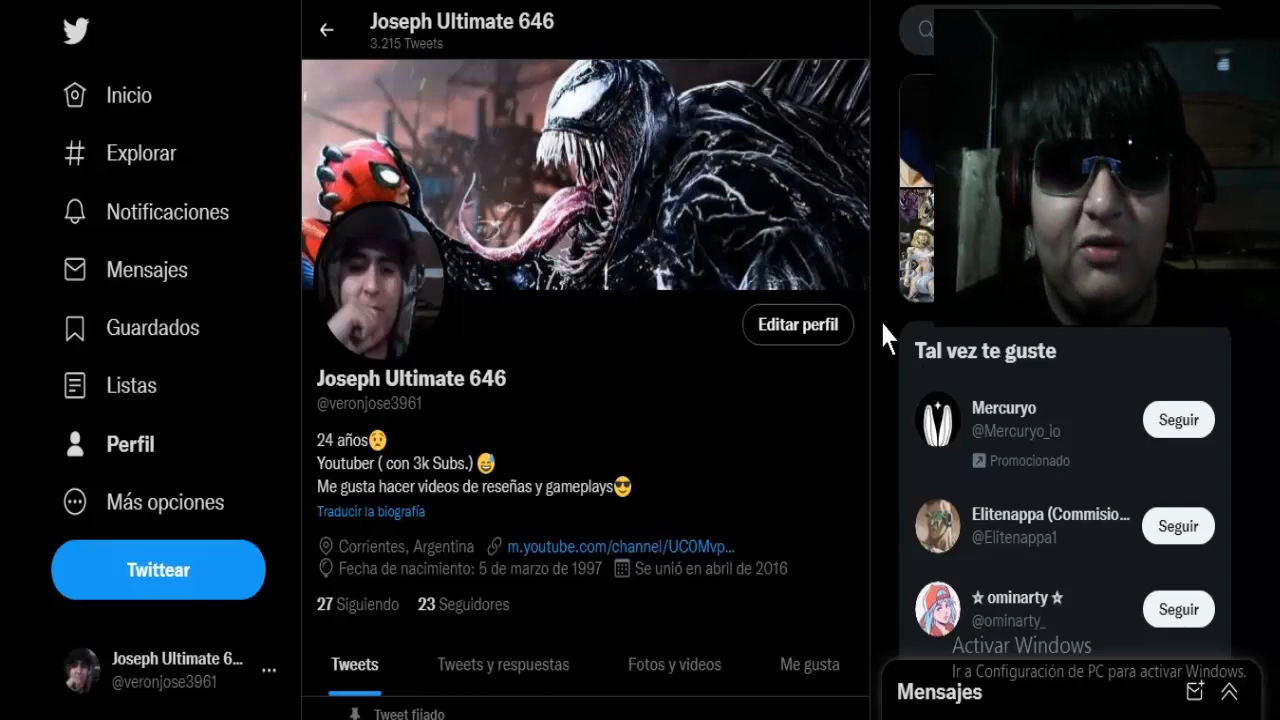 Joseph Ultimate 646
3.215 Tweets
Inicio
Explorar
Notificaciones
Mensajes
Guardados
Listas
Perfil
Más opciones
Twittear
Joseph Ultimate 6...
@veronjose3961
Editar perfil
Joseph Ultimate 646
@veronjose3961
24 años😟
Youtuber ( con 3k Subs.) 😅
Me gusta hacer videos de reseñas y gameplays😎
Traducir la biografía
Corrientes, Argentina m.youtube.com/channel/UC0Mvp...
Fecha de nacimiento: 5 de marzo de 1997 Se unió en abril de 2016
27 Siguiendo 23 Seguidores
Tweets Tweets y respuestas Fotos y videos Me gusta
Tweet fijado
Tal vez te guste
Mercuryo
@Mercuryo_io
Promocionado
Seguir
Elitenappa (Commisio...
@Elitenappa1
Seguir
☆ ominarty ☆
@ominarty_
Seguir
Activar Windows
Ir a Configuración de PC para activar Windows.
Mensajes